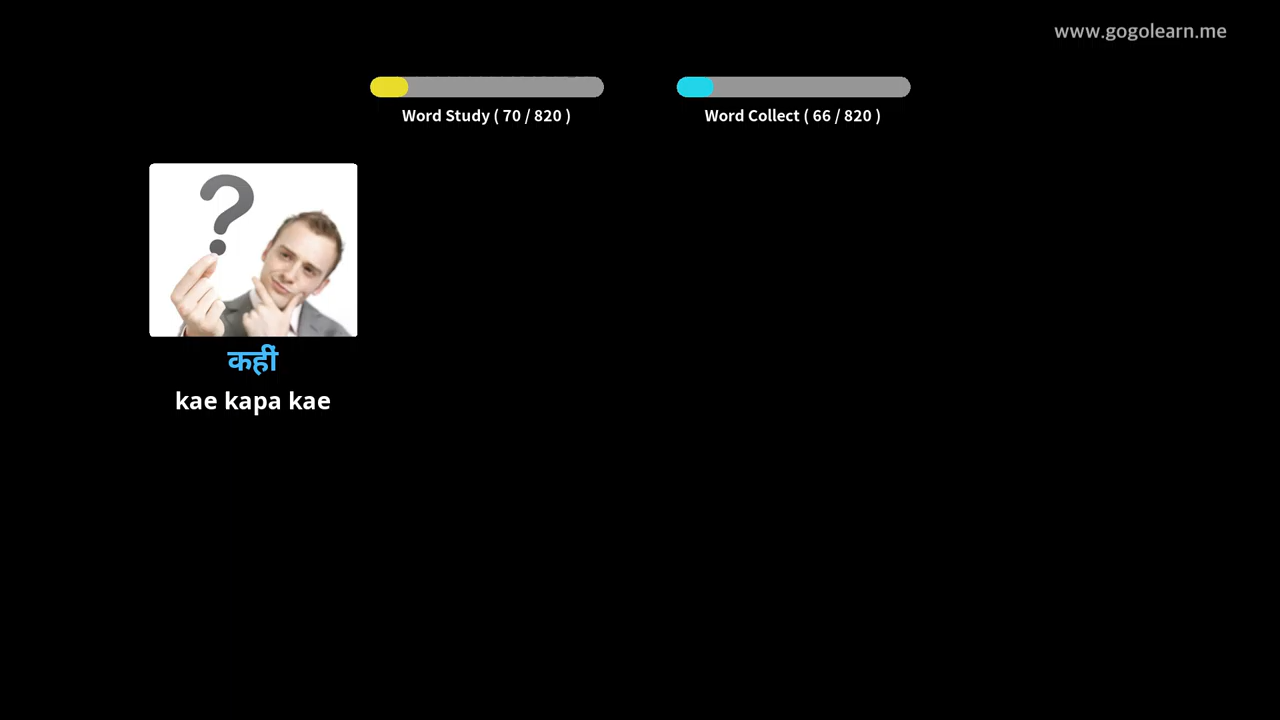 www.gogolearn.me
Word Study ( 70 / 820 )
Word Collect ( 66 / 820 )
?
कहीं
kae kapa kae